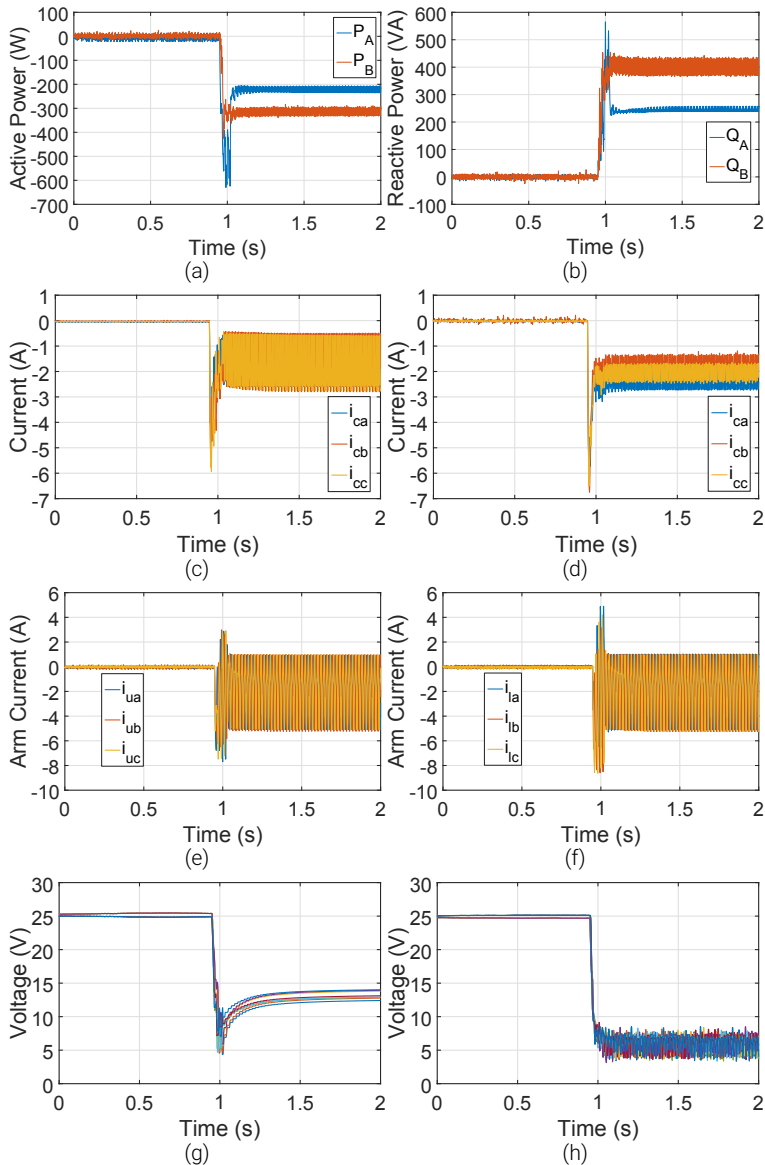 Active Power (W)
100
0
-100
-200
-300
-400
-500
-600
-700
P_A
P_B
0 0.5 1 1.5 2
Time (s)
(a)
Reactive Power (VA)
600
500
400
300
200
100
0
-100
Q_A
Q_B
0 0.5 1 1.5 2
Time (s)
(b)
Current (A)
1
0
-1
-2
-3
-4
-5
-6
-7
i_ca
i_cb
i_cc
0 0.5 1 1.5 2
Time (s)
(c)
Current (A)
1
0
-1
-2
-3
-4
-5
-6
-7
i_ca
i_cb
i_cc
0 0.5 1 1.5 2
Time (s)
(d)
Arm Current (A)
6
4
2
0
-2
-4
-6
-8
-10
i_ua
i_ub
i_uc
0 0.5 1 1.5 2
Time (s)
(e)
Arm Current (A)
6
4
2
0
-2
-4
-6
-8
-10
i_la
i_lb
i_lc
0 0.5 1 1.5 2
Time (s)
(f)
Voltage (V)
30
25
20
15
10
5
0
0 0.5 1 1.5 2
Time (s)
(g)
Voltage (V)
30
25
20
15
10
5
0
0 0.5 1 1.5 2
Time (s)
(h)